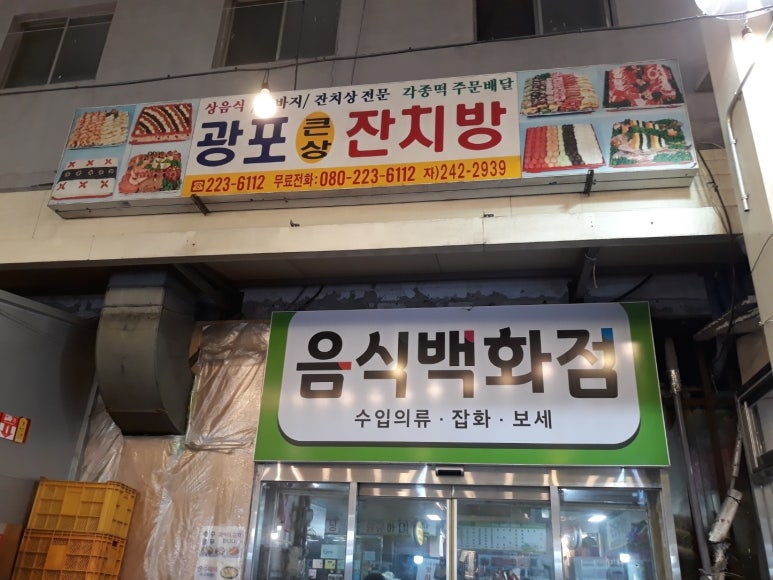 상음식 바지/ 잔치상 전문 각종떡 주문배달
광포 큰상 잔치방
☎223-6112 무료전화:080-223-6112 자)242-2939
음식백화점
수입의류·잡화·보세